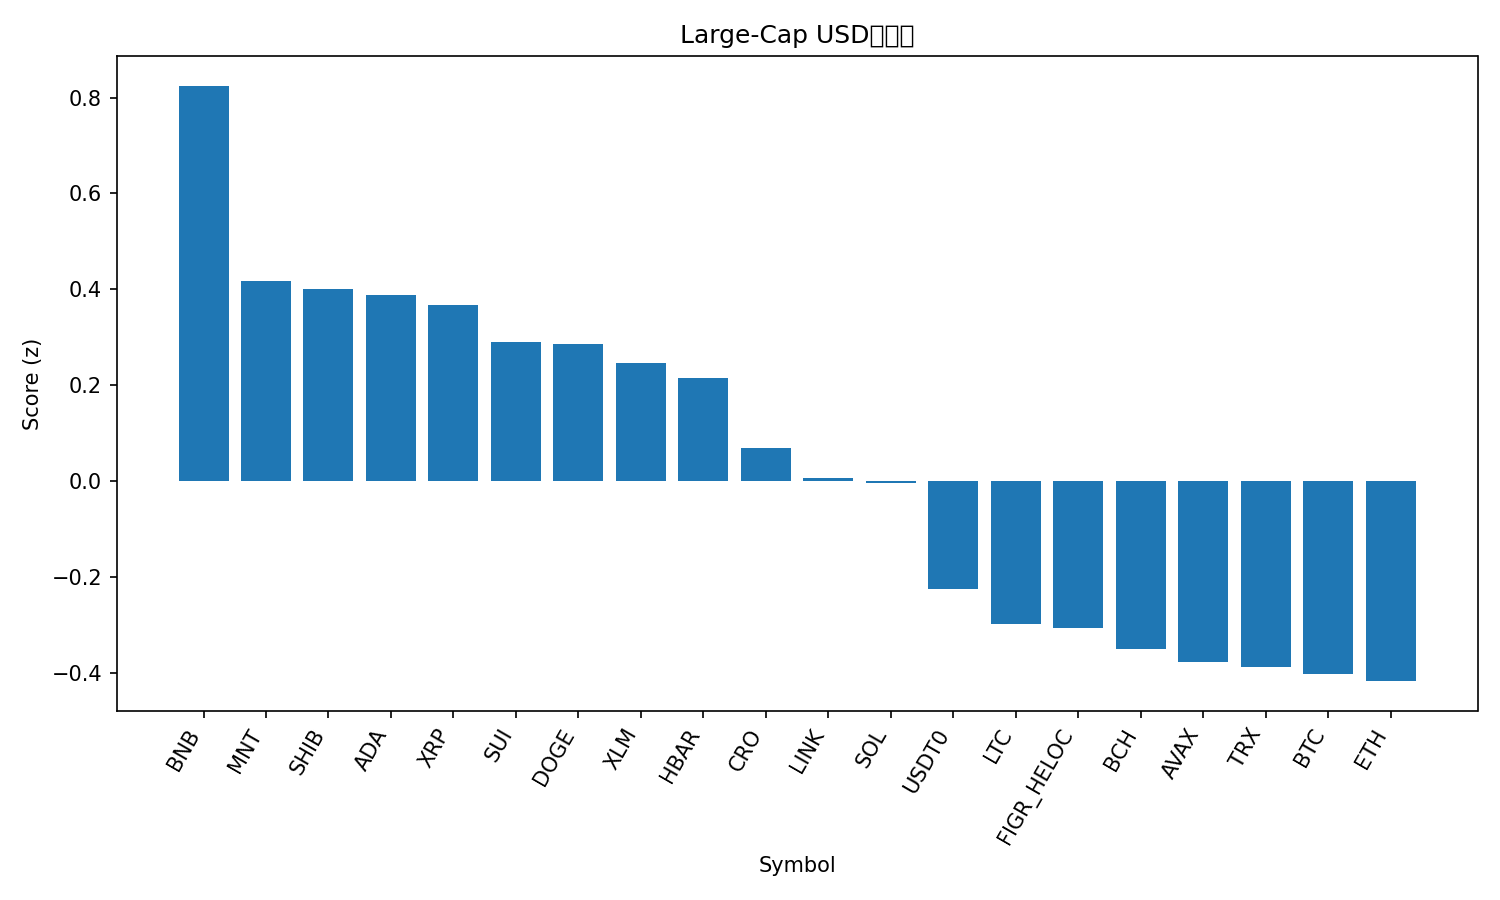 Large-Cap USD
Score (z)
0.8
0.6
0.4
0.2
0.0
−0.2
−0.4
BNB
MNT
SHIB
ADA
XRP
SUI
DOGE
XLM
HBAR
CRO
LINK
SOL
USDT0
LTC
FIGR_HELOC
BCH
AVAX
TRX
BTC
ETH
Symbol